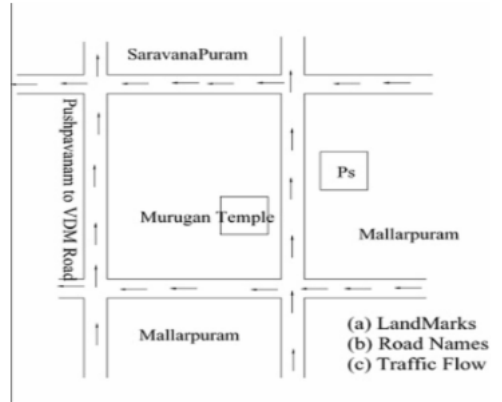 SaravanaPuram
Pushpavanam to VDM Road
Ps
Murugan Temple
Mallarpuram
Mallarpuram
(a) LandMarks
(b) Road Names
(c) Traffic Flow